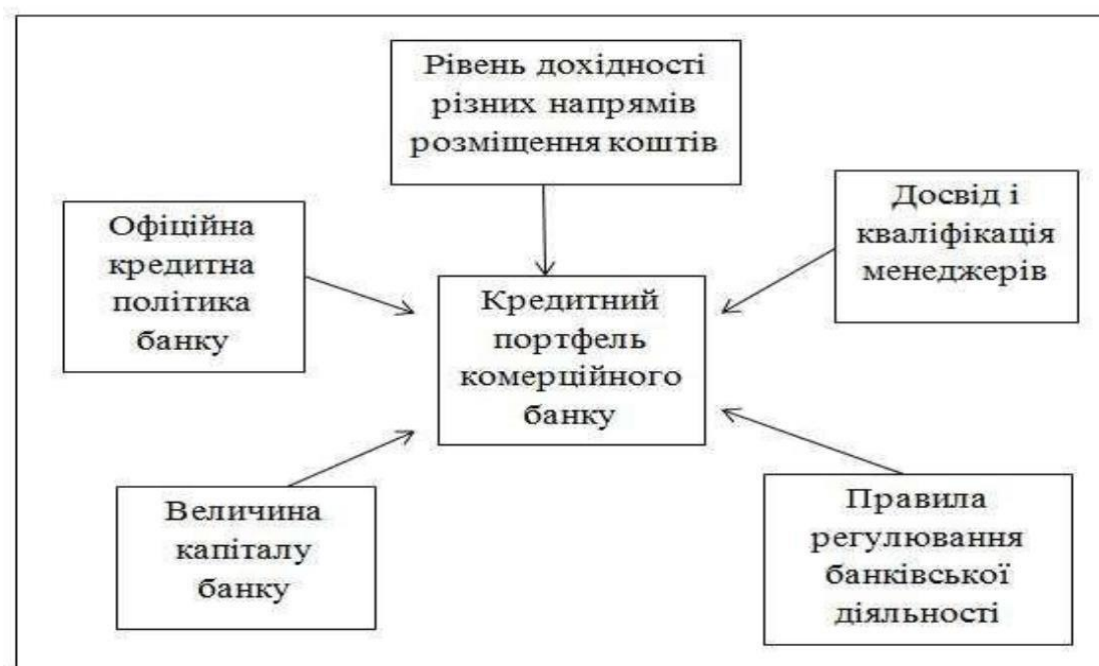 Рівень дохідності
різних напрямів
розміщення коштів
Офіційна
кредитна
політика
банку
Досвід і
кваліфікація
менеджерів
Кредитний
портфель
комерційного
банку
Величина
капіталу
банку
Правила
регулювання
банківської
діяльності